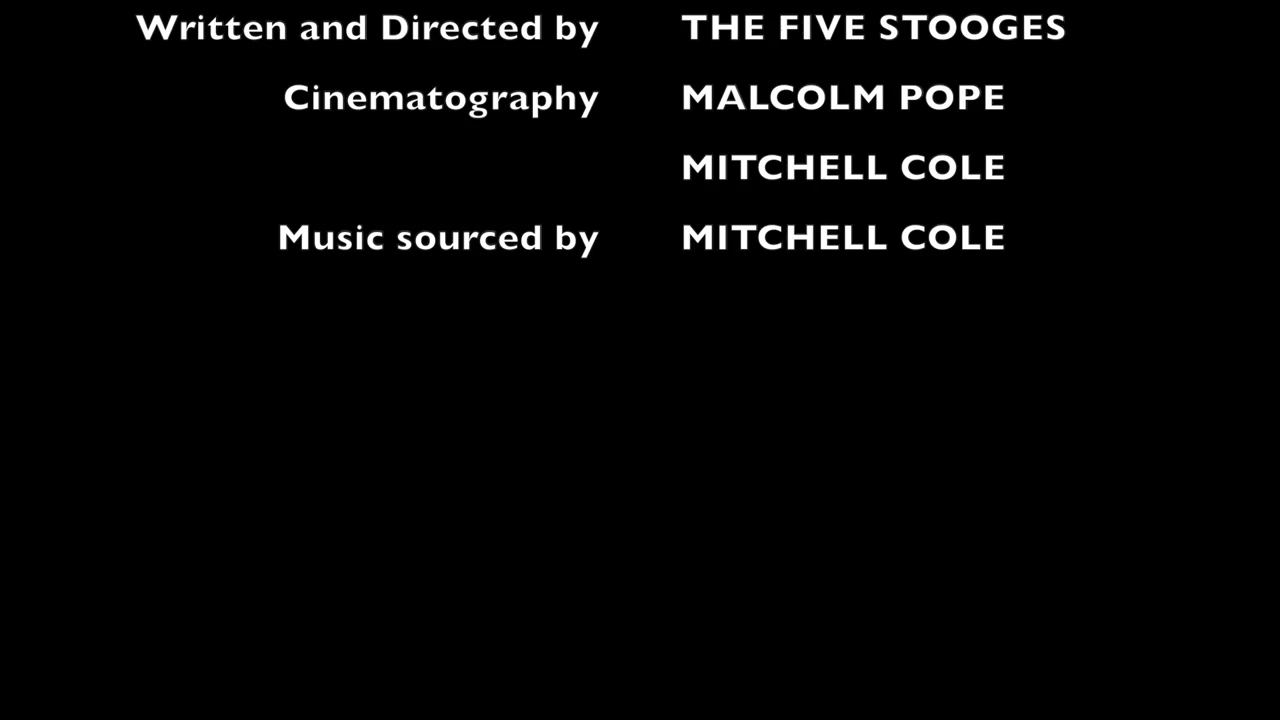 Written and Directed by THE FIVE STOOGES
Cinematography MALCOLM POPE
MITCHELL COLE
Music sourced by MITCHELL COLE